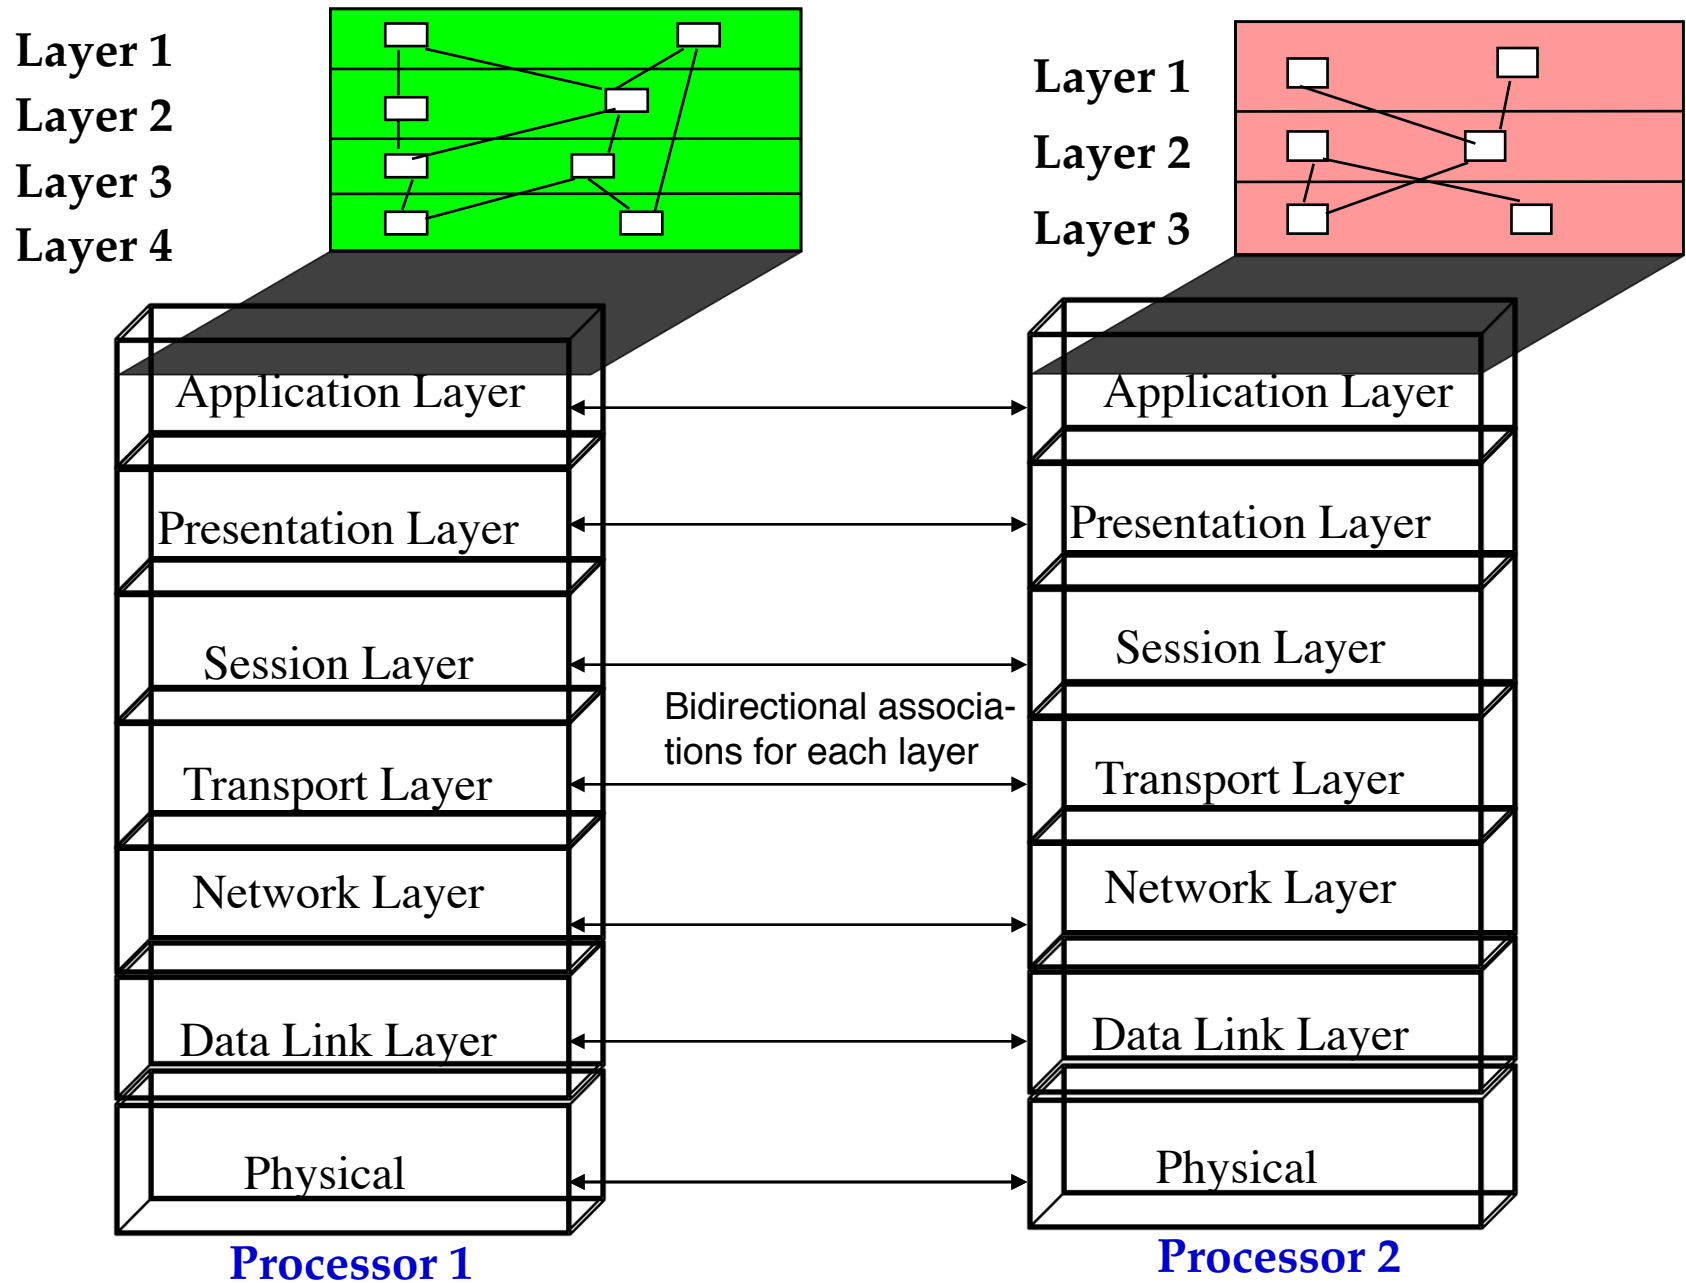 Layer 1
Layer 2
Layer 3
Layer 4
Layer 1
Layer 2
Layer 3
Application Layer
Presentation Layer
Session Layer
Transport Layer
Network Layer
Data Link Layer
Physical
Processor 1
Bidirectional associa-
tions for each layer
Application Layer
Presentation Layer
Session Layer
Transport Layer
Network Layer
Data Link Layer
Physical
Processor 2